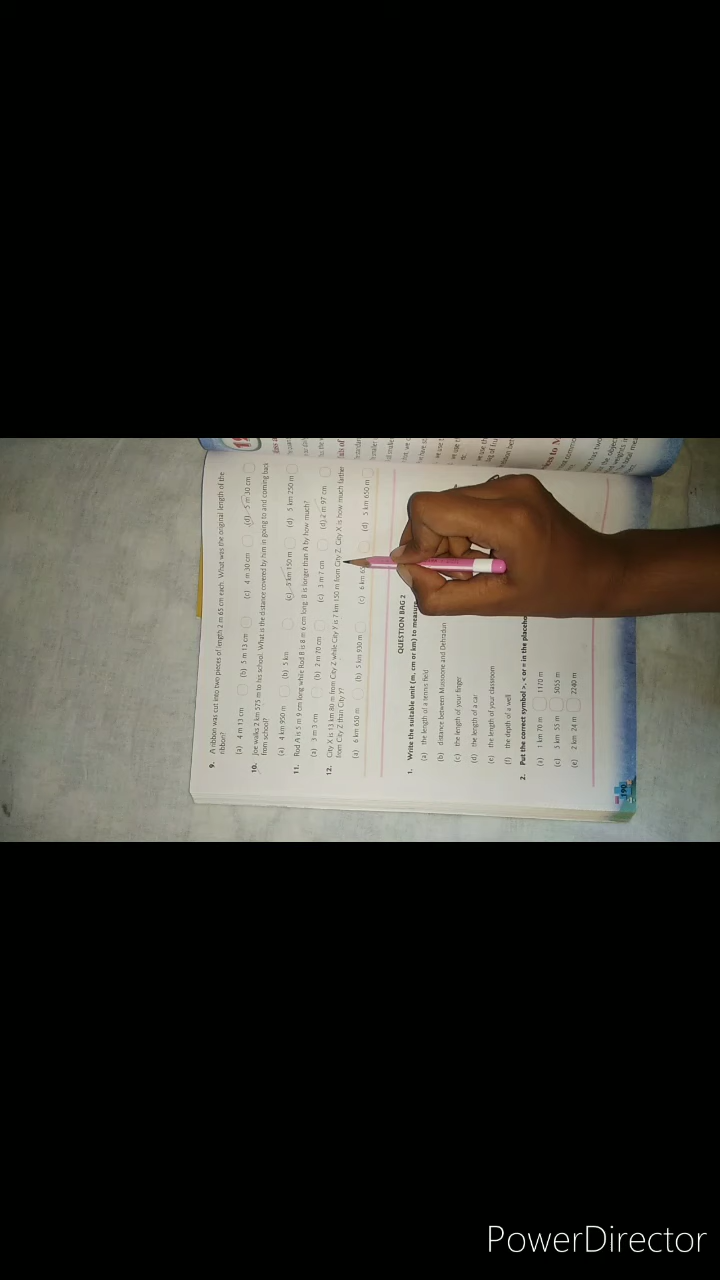 9. A ribbon was cut into two pieces of length 2 m 65 cm each. What was the original length of the
ribbon?
(a) 4 m 13 cm (b) 5 m 13 cm (c) 4 m 30 cm (d) 5 m 30 cm
10. Joe walks 2 km 575 m to his school. What is the distance covered by him in going to and coming back
from school?
(a) 4 km 950 m (b) 5 km (c) 5 km 150 m (d) 5 km 250 m
11. Rod A is 5 m 9 cm long while Rod B is 8 m 6 cm long. B is longer than A by how much?
(a) 3 m 3 cm (b) 2 m 70 cm (c) 3 m 7 cm (d) 2 m 97 cm
12. City X is 13 km 80 m from City Z while City Y is 7 km 150 m from City Z. City X is how much farther
from City Z than City Y?
(a) 6 km 650 m (b) 5 km 930 m (c) 6 km (d) 5 km 650 m
QUESTION BAG 2
1. Write the suitable unit (m, cm or km) to measure
(a) the length of a tennis field
(b) distance between Mussoorie and Dehradun
(c) the length of your finger
(d) the length of a car
(e) the length of your classroom
(f) the depth of a well
2. Put the correct symbol >, < or = in the
(a) 1 km 70 m 1170 m
(c) 5 km 55 m 5055 m
(e) 2 km 24 m 2240 m
190
PowerDirector